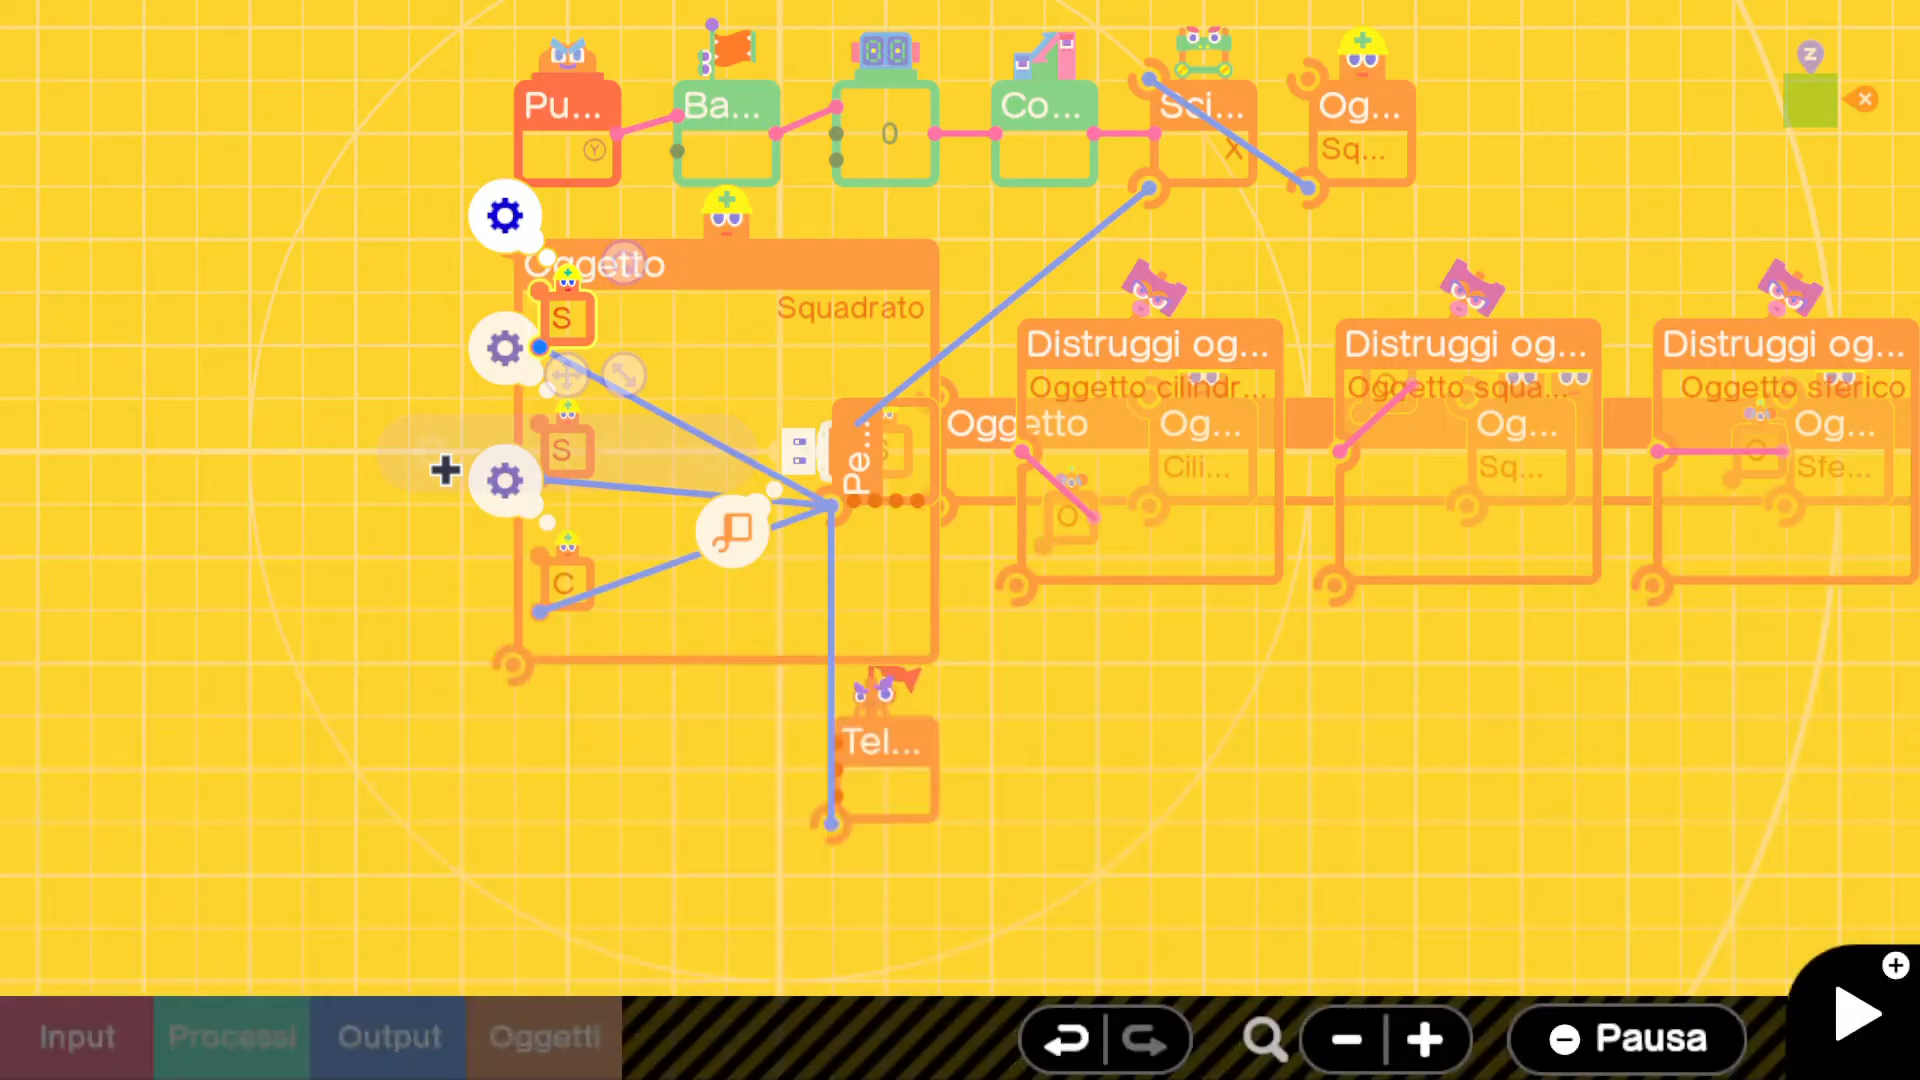 Pu...
Ba...
0
Co...
Sci...
Og...
Y
X
Sq...
Z
X
Oggetto
Squadrato
S
S
C
Pe...
S
Oggetto
Distruggi og...
Distruggi og...
Distruggi og...
Oggetto cilindr...
Oggetto squa...
Oggetto sferico
Og...
Og...
Og...
Cili...
Sq...
Sfe...
O
O
O
Tel...
Input
Processi
Output
Oggetti
Pausa